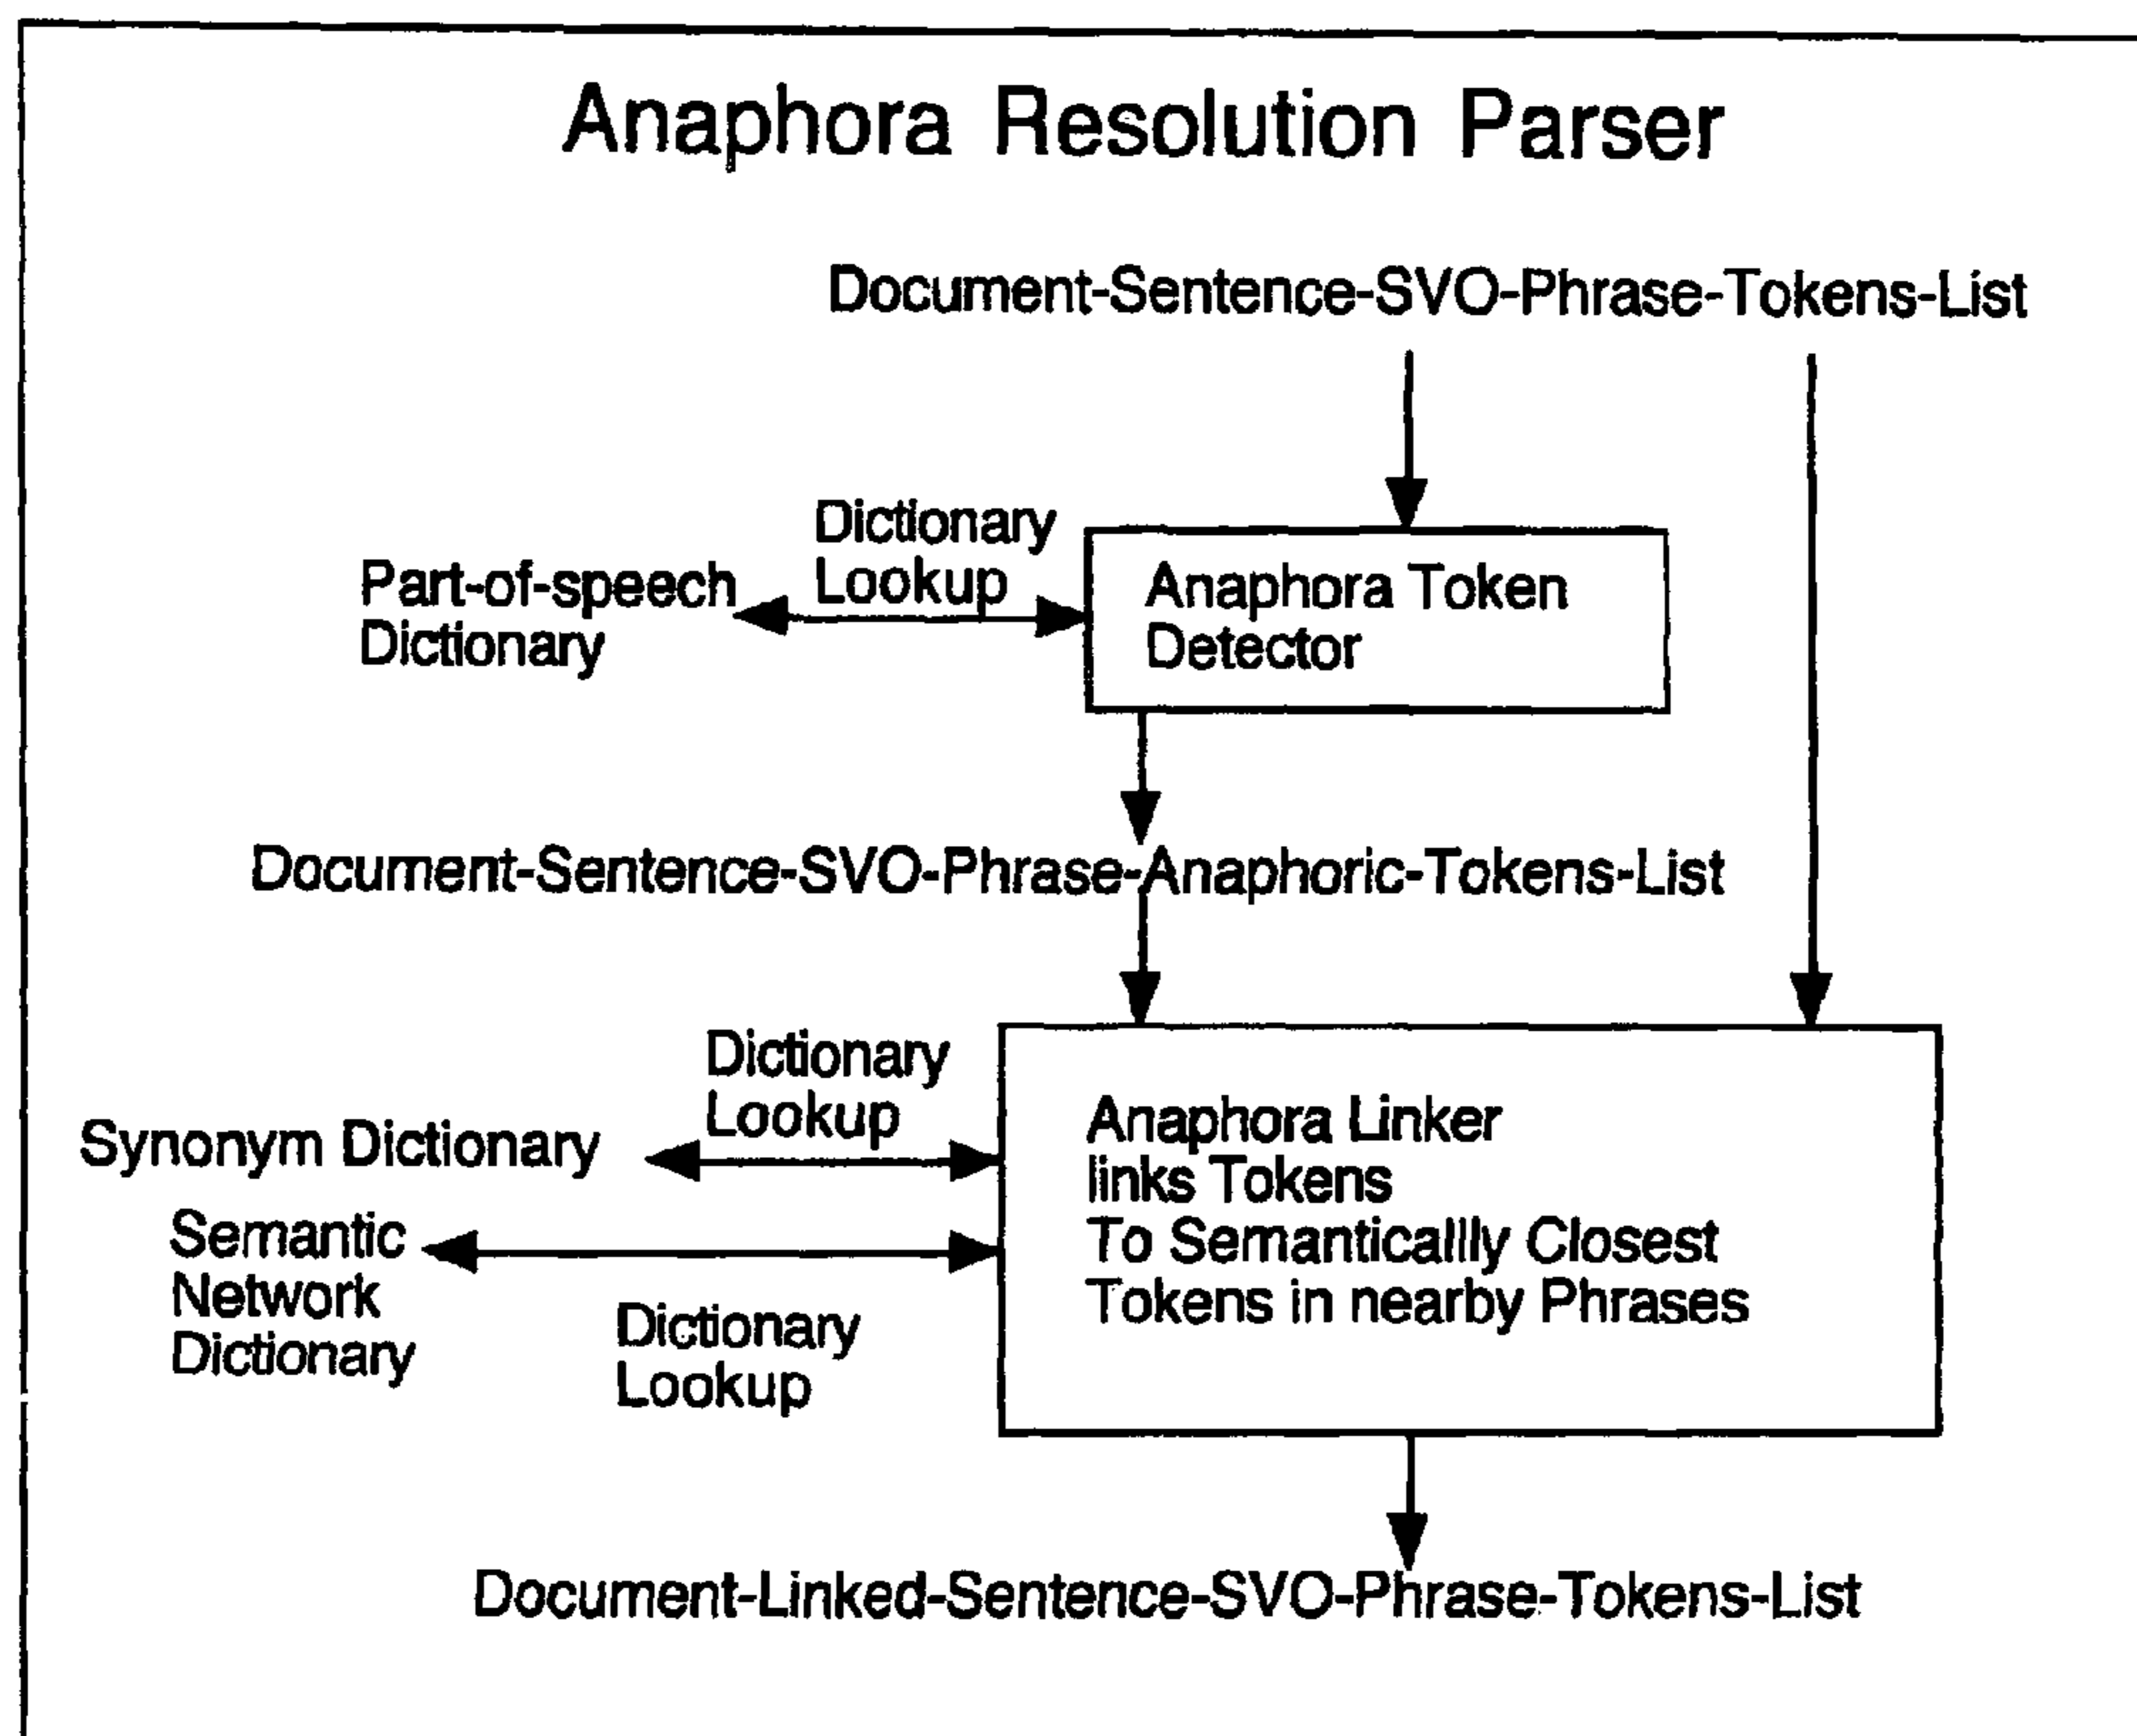 Anaphora Resolution Parser
Document-Sentence-SVO-Phrase-Tokens-List
Dictionary
Lookup
Part-of-speech
Dictionary
Anaphora Token
Detector
Document-Sentence-SVO-Phrase-Anaphoric-Tokens-List
Dictionary
Lookup
Synonym Dictionary
Semantic
Network
Dictionary
Dictionary
Lookup
Anaphora Linker
links Tokens
To Semanticallly Closest
Tokens in nearby Phrases
Document-Linked-Sentence-SVO-Phrase-Tokens-List